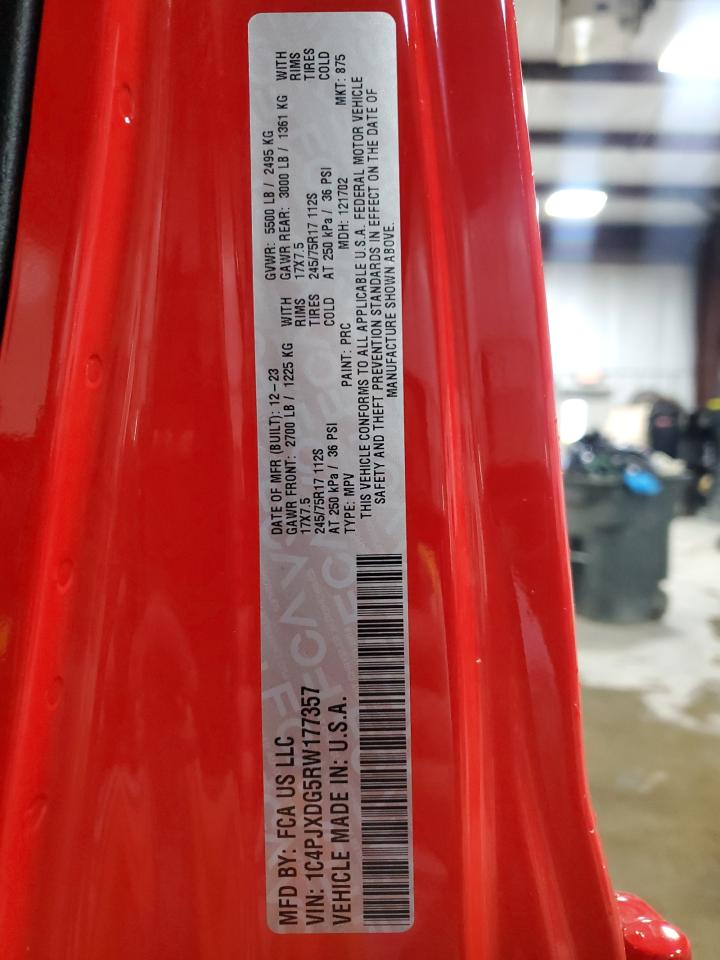 MFD BY: FCA US LLC
VIN: 1C4PJXDG5RW177357
VEHICLE MADE IN: U.S.A.
DATE OF MFR (BUILT): 12-23 GVWR: 5500 LB / 2495 KG
GAWR FRONT: 2700 LB / 1225 KG WITH GAWR REAR: 3000 LB / 1361 KG WITH
17X7.5 RIMS 17X7.5 RIMS
245/75R17 112S TIRES 245/75R17 112S TIRES
AT 250 kPa / 36 PSI COLD AT 250 kPa / 36 PSI COLD
TYPE: MPV PAINT: PRC MDH: 121702 MKT: 875
THIS VEHICLE CONFORMS TO ALL APPLICABLE U.S.A. FEDERAL MOTOR VEHICLE
SAFETY AND THEFT PREVENTION STANDARDS IN EFFECT ON THE DATE OF
MANUFACTURE SHOWN ABOVE.